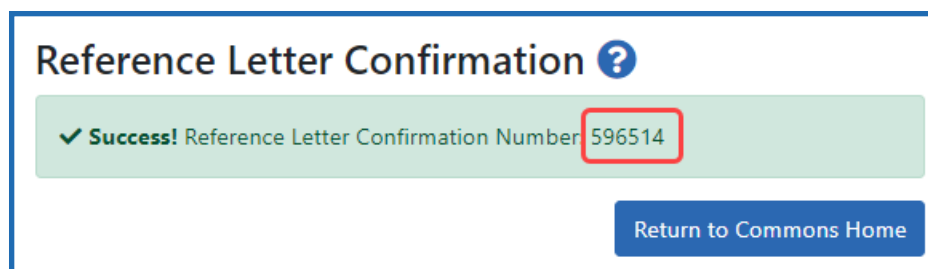 Reference Letter Confirmation ?
✔ Success! Reference Letter Confirmation Number: 596514
Return to Commons Home